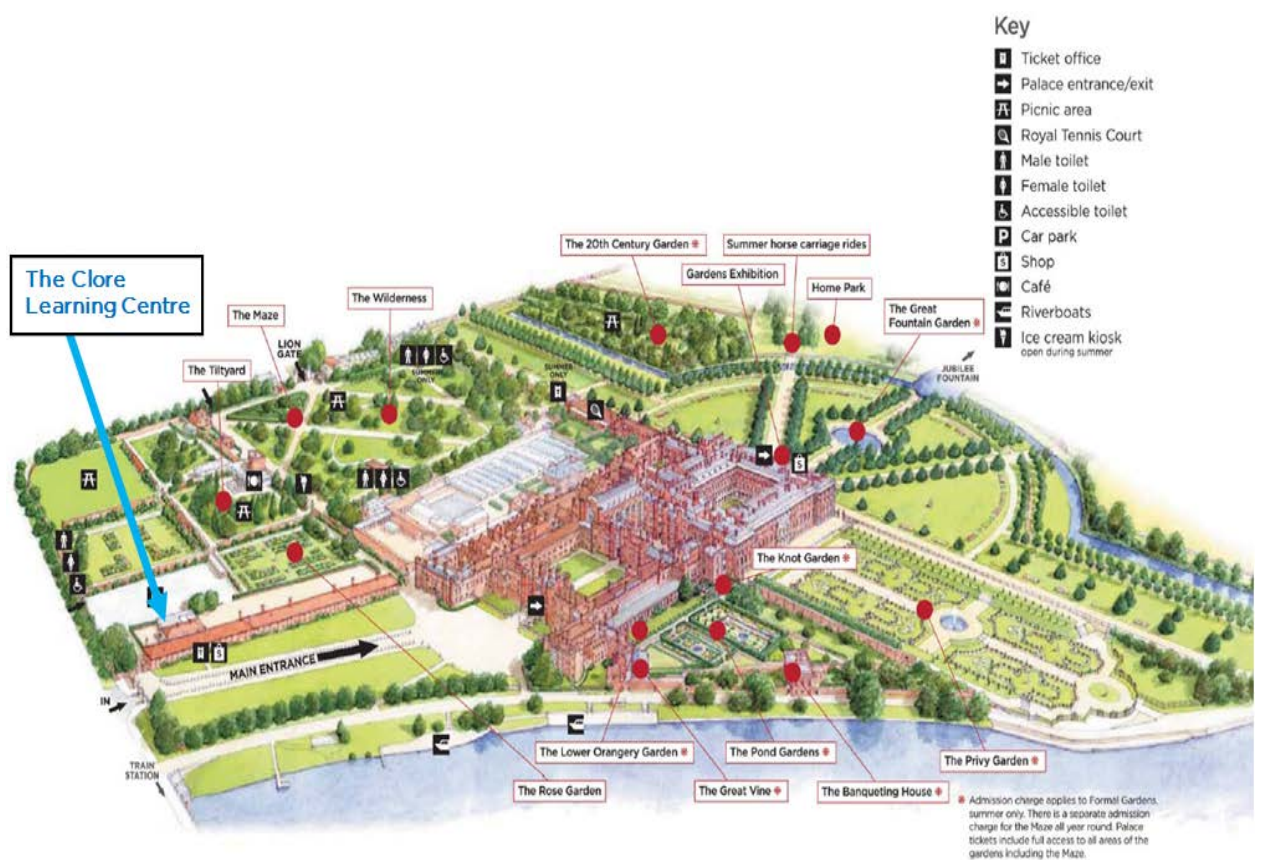 Key
Ticket office
Palace entrance/exit
Picnic area
Royal Tennis Court
Male toilet
Female toilet
Accessible toilet
P Car park
Shop
Café
Riverboats
Ice cream kiosk
open during summer
The Clore
Learning Centre
The 20th Century Garden ❋
Summer horse carriage rides
Gardens Exhibition
Home Park
The Great
Fountain Garden ❋
JUBILEE
FOUNTAIN
The Wilderness
The Maze
LION
GATE
The Tiltyard
SUMMER
ONLY
SUMMER
ONLY
The Knot Garden ❋
MAIN ENTRANCE
IN
TRAIN
STATION
The Lower Orangery Garden ❋
The Pond Gardens ❋
The Privy Garden ❋
The Rose Garden
The Great Vine ❋
The Banqueting House ❋
❋ Admission charge applies to Formal Gardens,
summer only. There is a separate admission
charge for the Maze all year round. Palace
tickets include full access to all areas of the
gardens including the Maze.